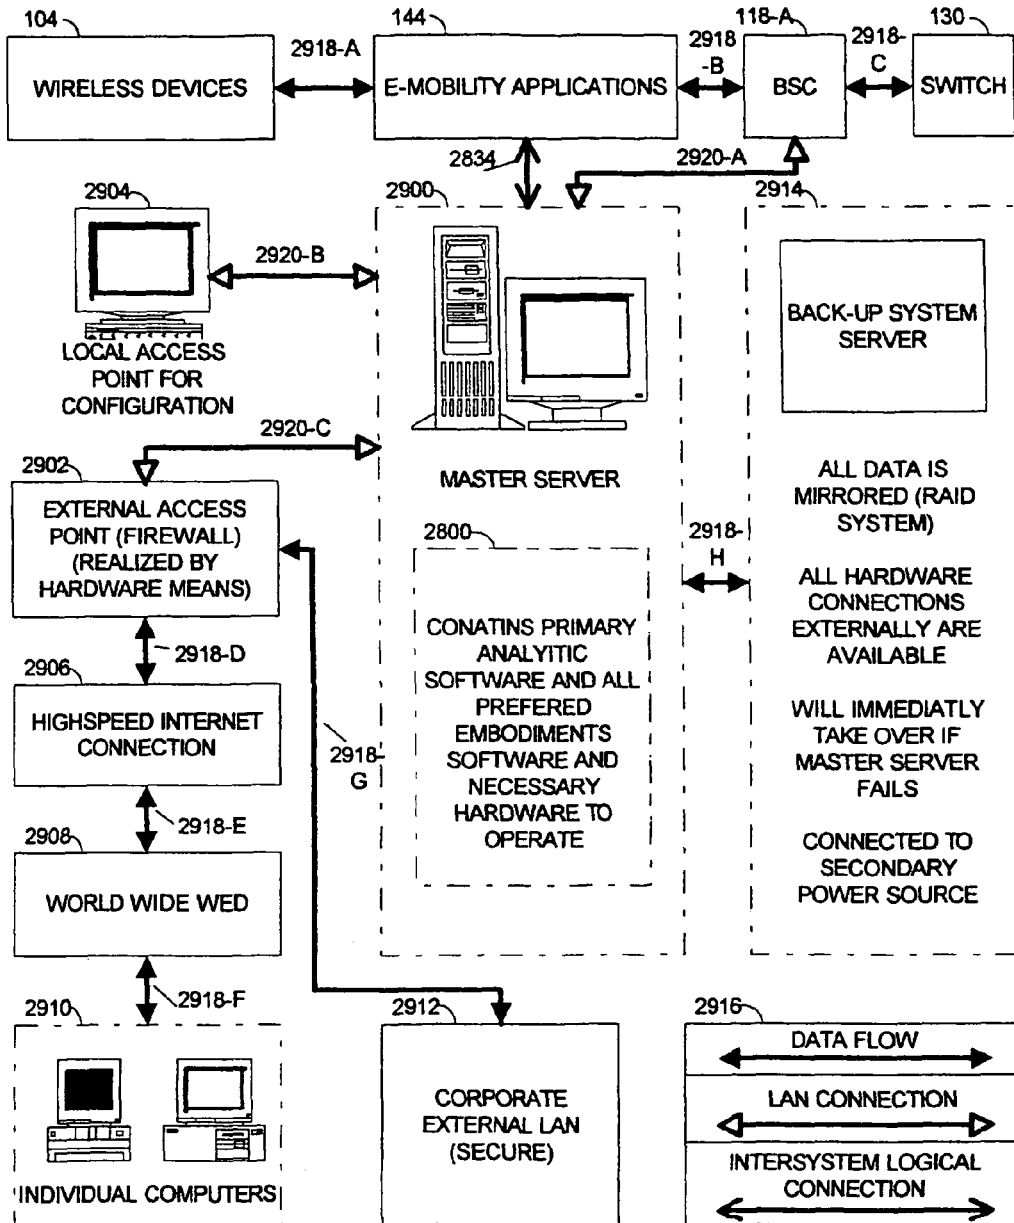 104
144
118-A
130
2918-A
2918
-B
2918-
C
WIRELESS DEVICES
E-MOBILITY APPLICATIONS
BSC
SWITCH
2834
2920-A
2904
2900
2914
2920-B
LOCAL ACCESS
POINT FOR
CONFIGURATION
BACK-UP SYSTEM
SERVER
2920-C
2902
EXTERNAL ACCESS
POINT (FIREWALL)
(REALIZED BY
HARDWARE MEANS)
MASTER SERVER
ALL DATA IS
MIRRORED (RAID
SYSTEM)
2800
2918-
H
ALL HARDWARE
CONNECTIONS
EXTERNALLY ARE
AVAILABLE
CONATINS PRIMARY
ANALYITIC
SOFTWARE AND ALL
PREFERED
EMBODIMENTS
SOFTWARE AND
NECESSARY
HARDWARE TO
OPERATE
2918-D
2906
HIGHSPEED INTERNET
CONNECTION
2918-
G
WILL IMMEDIATLY
TAKE OVER IF
MASTER SERVER
FAILS
2918-E
2908
WORLD WIDE WED
CONNECTED TO
SECONDARY
POWER SOURCE
2918-F
2910
INDIVIDUAL COMPUTERS
2912
CORPORATE
EXTERNAL LAN
(SECURE)
2916
DATA FLOW
LAN CONNECTION
INTERSYSTEM LOGICAL
CONNECTION